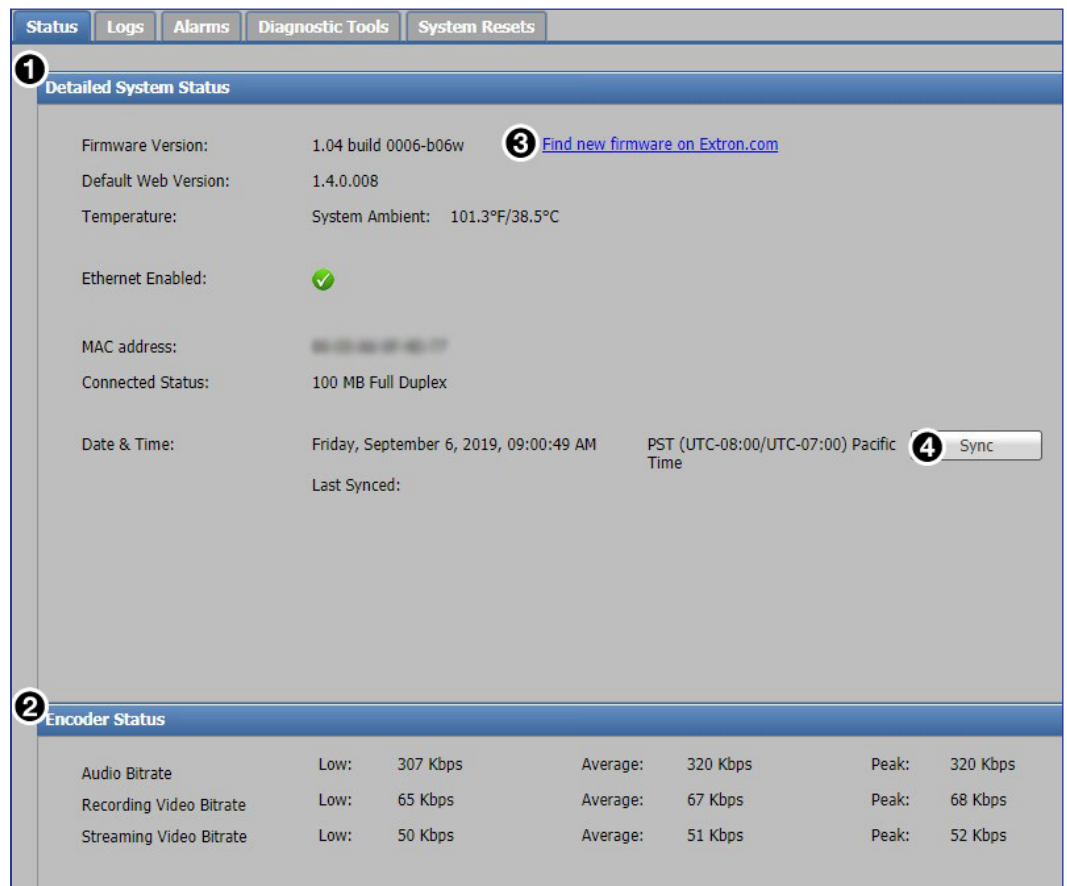 Status Logs Alarms Diagnostic Tools System Resets
1
Detailed System Status
Firmware Version: 1.04 build 0006-b06w 3 Find new firmware on Extron.com
Default Web Version: 1.4.0.008
Temperature: System Ambient: 101.3°F/38.5°C
Ethernet Enabled:
MAC address:
Connected Status: 100 MB Full Duplex
Date & Time: Friday, September 6, 2019, 09:00:49 AM PST (UTC-08:00/UTC-07:00) Pacific 4 Sync
Time
Last Synced:
2
Encoder Status
Audio Bitrate Low: 307 Kbps Average: 320 Kbps Peak: 320 Kbps
Recording Video Bitrate Low: 65 Kbps Average: 67 Kbps Peak: 68 Kbps
Streaming Video Bitrate Low: 50 Kbps Average: 51 Kbps Peak: 52 Kbps